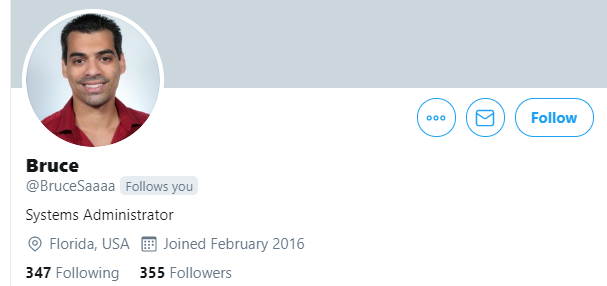 Follow
Bruce
@BruceSaaaa Follows you
Systems Administrator
Florida, USA Joined February 2016
347 Following 355 Followers